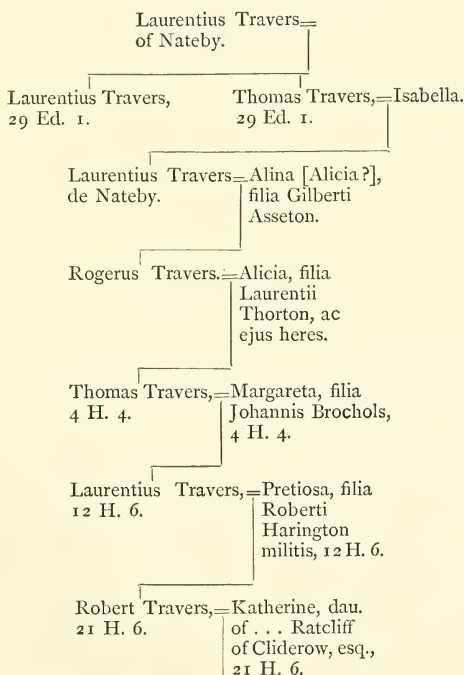 Laurentius Travers=
of Nateby.
Laurentius Travers,
29 Ed. 1.
Thomas Travers,=Isabella.
29 Ed. 1.
Laurentius Travers=Alina [Alicia?],
de Nateby.
filia Gilberti
Asseton.
Rogerus Travers.=Alicia, filia
Laurentii
Thorton, ac
ejus heres.
Thomas Travers,=Margareta, filia
4 H. 4.
Johannis Brochols,
4 H. 4.
Laurentius Travers,=Pretiosa, filia
12 H. 6.
Roberti
Harington
militis, 12 H. 6.
Robert Travers,=Katherine, dau.
21 H. 6.
of . . . Ratcliff
of Cliderow, esq.,
21 H. 6.